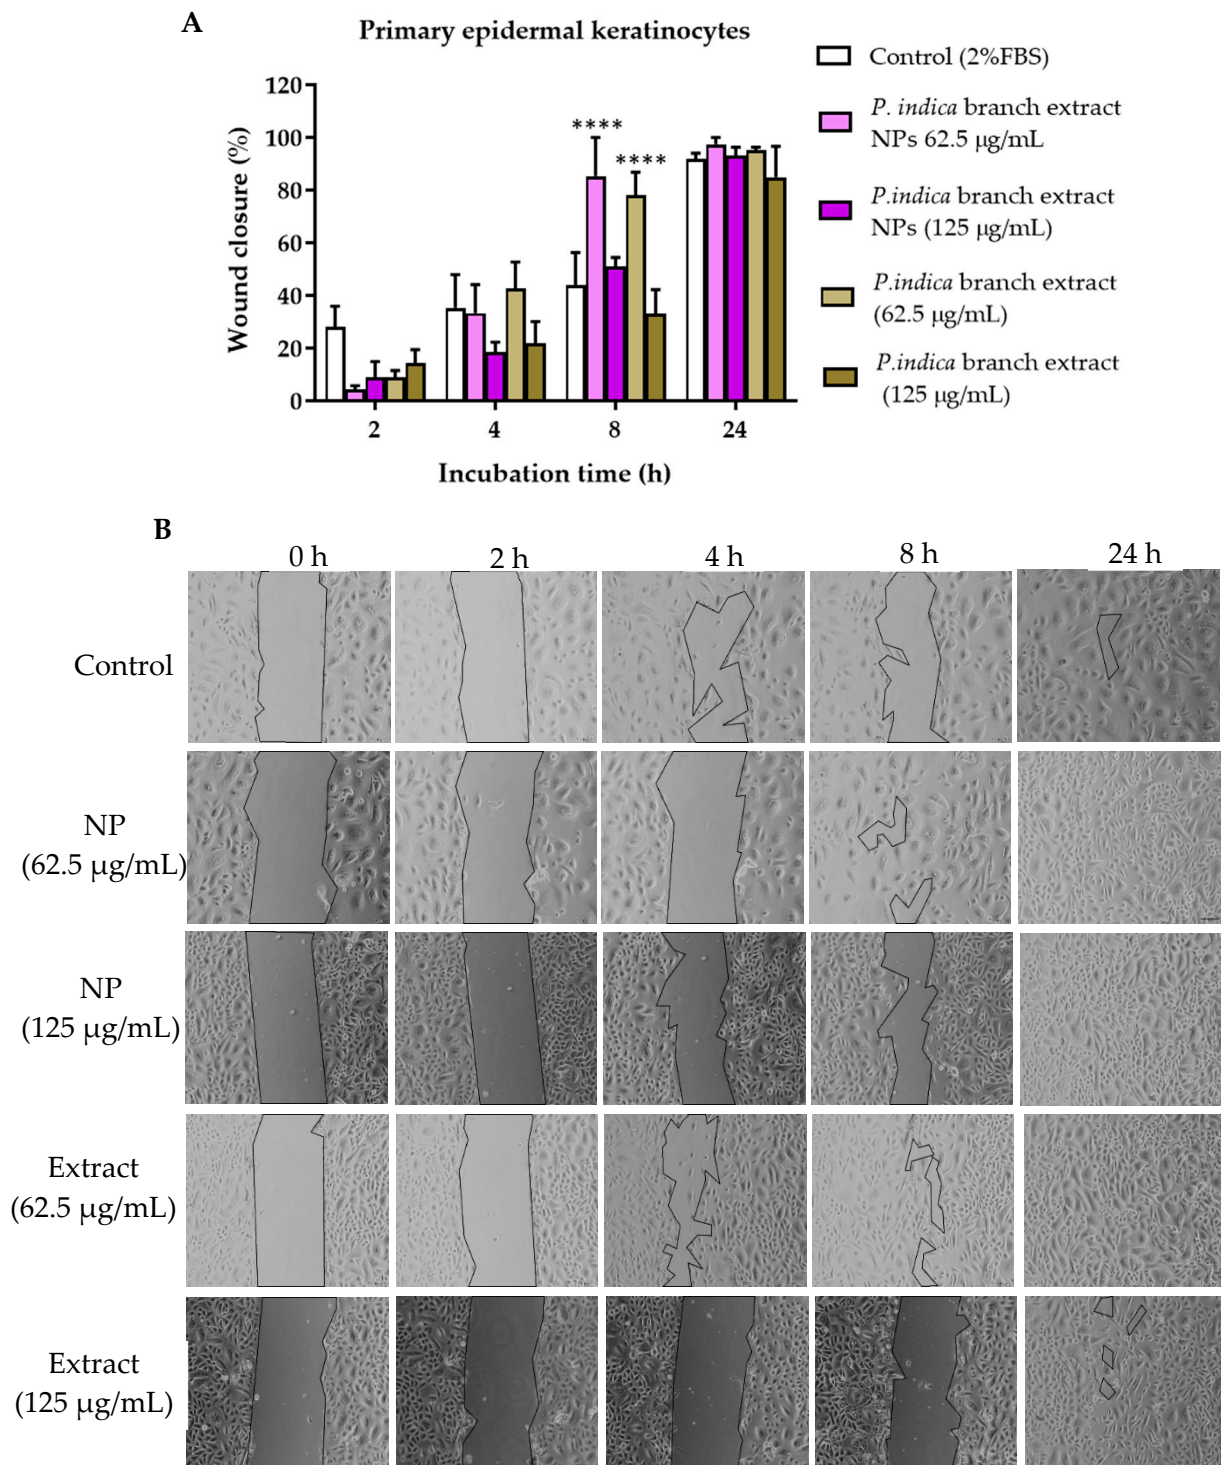 A
Primary epidermal keratinocytes
Wound closure (%)
120
100
80
60
40
20
0
****
****
2
4
8
24
Incubation time (h)
Control (2%FBS)
P. indica branch extract
NPs 62.5 µg/mL
P.indica branch extract
NPs (125 µg/mL)
P.indica branch extract
(62.5 µg/mL)
P.indica branch extract
(125 µg/mL)
B
0 h
2 h
4 h
8 h
24 h
Control
NP
(62.5 µg/mL)
NP
(125 µg/mL)
Extract
(62.5 µg/mL)
Extract
(125 µg/mL)